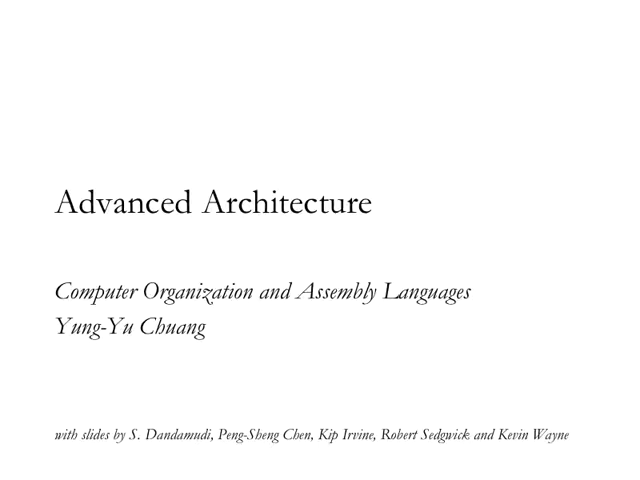 Advanced Architecture
Computer Organization and Assembly Languages
Yung-Yu Chuang
with slides by S. Dandamudi, Peng-Sheng Chen, Kip Irvine, Robert Sedgwick and Kevin Wayne